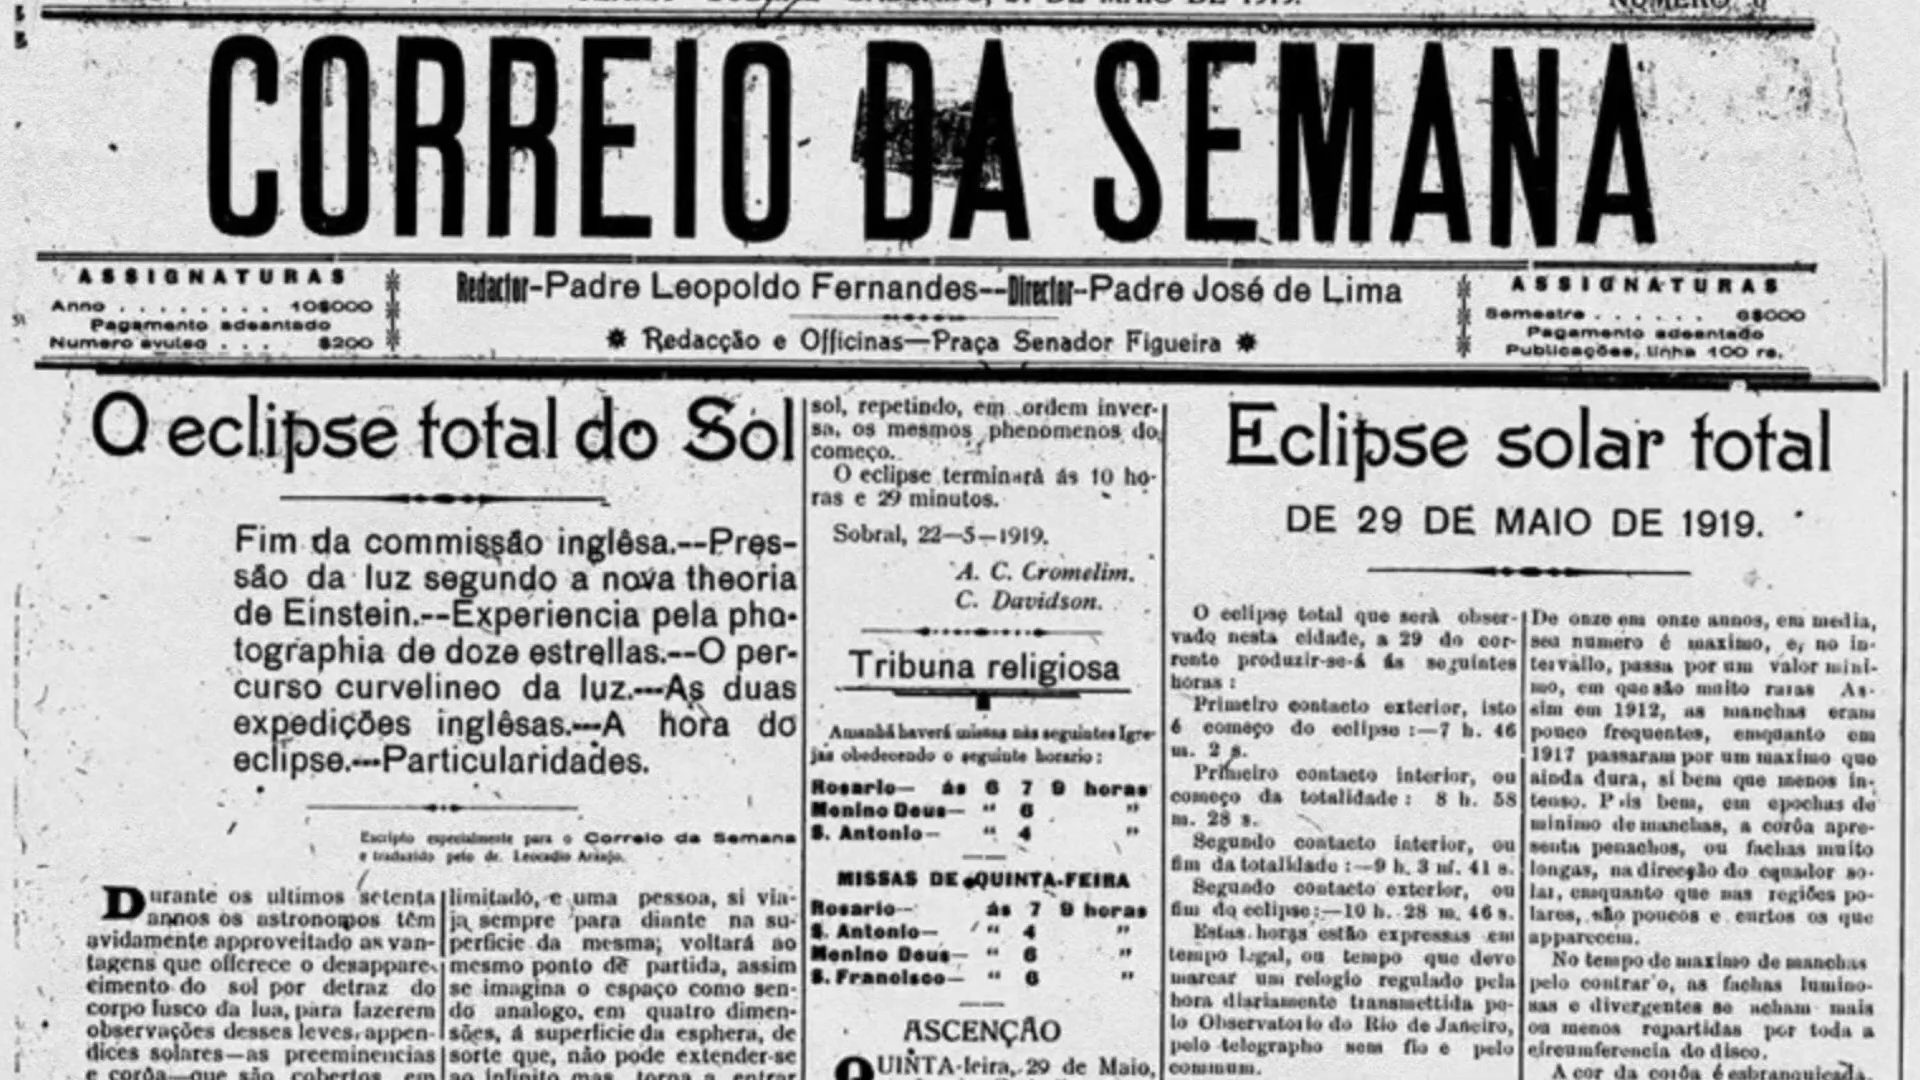 DE MAIO DE 1919.
NUMERO
CORREIO DA SEMANA
ASSIGNATURAS
Anno . . . . . . . . 10$000
Pagamento adeantado
Numero avulso . . . $200
Redactor-Padre Leopoldo Fernandes--Director-Padre José de Lima
Redacção e Officinas—Praça Senador Figueira
ASSIGNATURAS
Semestre . . . . . . 6$000
Pagamento adeantado
Publicações, linha 100 rs.
O eclipse total do Sol
Fim da commissão inglêsa.--Pres-
são da luz segundo a nova theoria
de Einstein.--Experiencia pela pho-
tographia de doze estrellas.--O per-
curso curvelineo da luz.--As duas
expedições inglêsas.--A hora do
eclipse.--Particularidades.
Escripto especialmente para o Correio da Semana
e traduzido pelo dr. Leocadio Araujo.
Durante os ultimos setenta
annos os astronomos têm
avidamente approveitado as van-
tagens que offerece o desappare-
cimento do sol por detraz do
corpo fusco da lua, para fazerem
observações desses leves appen-
dices solares—as preeminencias
e corôa—que são cobertos em
limitado, e uma pessoa, si via-
ja sempre para diante na su-
perficie da mesma, voltará ao
mesmo ponto de partida, assim
se imagina o espaço como sen-
do analogo, em quatro dimen-
sões, á superficie da esphera, de
sorte que, não pode extender-se
ao infinito mas torna a entrar
sol, repetindo, em ordem inver-
sa, os mesmos phenomenos do
começo.
O eclipse terminará ás 10 ho-
ras e 29 minutos.
Sobral, 22—5—1919.
A. C. Cromelim.
C. Davidson.
Tribuna religiosa
Amanhã haverá missas nas seguintes Igre-
jas obedecendo o seguinte horario:
Rosario— ás 6 7 9 horas
Menino Deus— " 6 "
S. Antonio— " 4 "
MISSAS DE QUINTA-FEIRA
Rosario— ás 7 9 horas
S. Antonio— " 4 "
Menino Deus— " 6 "
S. Francisco— " 6 "
ASCENÇÃO
QUINTA-feira, 29 de Maio,
Eclipse solar total
DE 29 DE MAIO DE 1919.
O eclipse total que será obser-
vado nesta cidade, a 29 do cor-
rente produzir-se-á ás seguintes
horas:
Primeiro contacto exterior, isto
é começo do eclipse:—7 h. 46
m. 2 s.
Primeiro contacto interior, ou
começo da totalidade: 8 h. 58
m. 28 s.
Segundo contacto interior, ou
fim da totalidade:—9 h. 3 m. 41 s.
Segundo contacto exterior, ou
fim do eclipse:—10 h. 28 m. 46 s.
Estas horas estão expressas em
tempo legal, ou tempo que deve
marcar um relogio regulado pela
hora diariamente transmettida pe-
lo Observatorio do Rio de Janeiro,
pelo telegrapho sem fio e pelo
commum.
De onze em onze annos, em media,
seu numero é maximo, e, no in-
tervallo, passa por um valor mini-
mo, em que são muito raras As-
sim em 1912, as manchas eram
pouco frequentes, emquanto em
1917 passaram por um maximo que
ainda dura, si bem que menos in-
tenso. Pois bem, em epochas de
minimo de manchas, a corôa apre-
senta penachos, ou fachas muito
longas, na direcção do equador so-
lar, emquanto que nas regiões po-
lares, são poucos e curtos os que
apparecem.
No tempo de maximo de manchas
pelo contrar'o, as fachas lumino-
sas e divergentes se acham mais
ou menos repartidas por toda a
circumferencia do disco.
A cor da corôa é esbranquiçada,